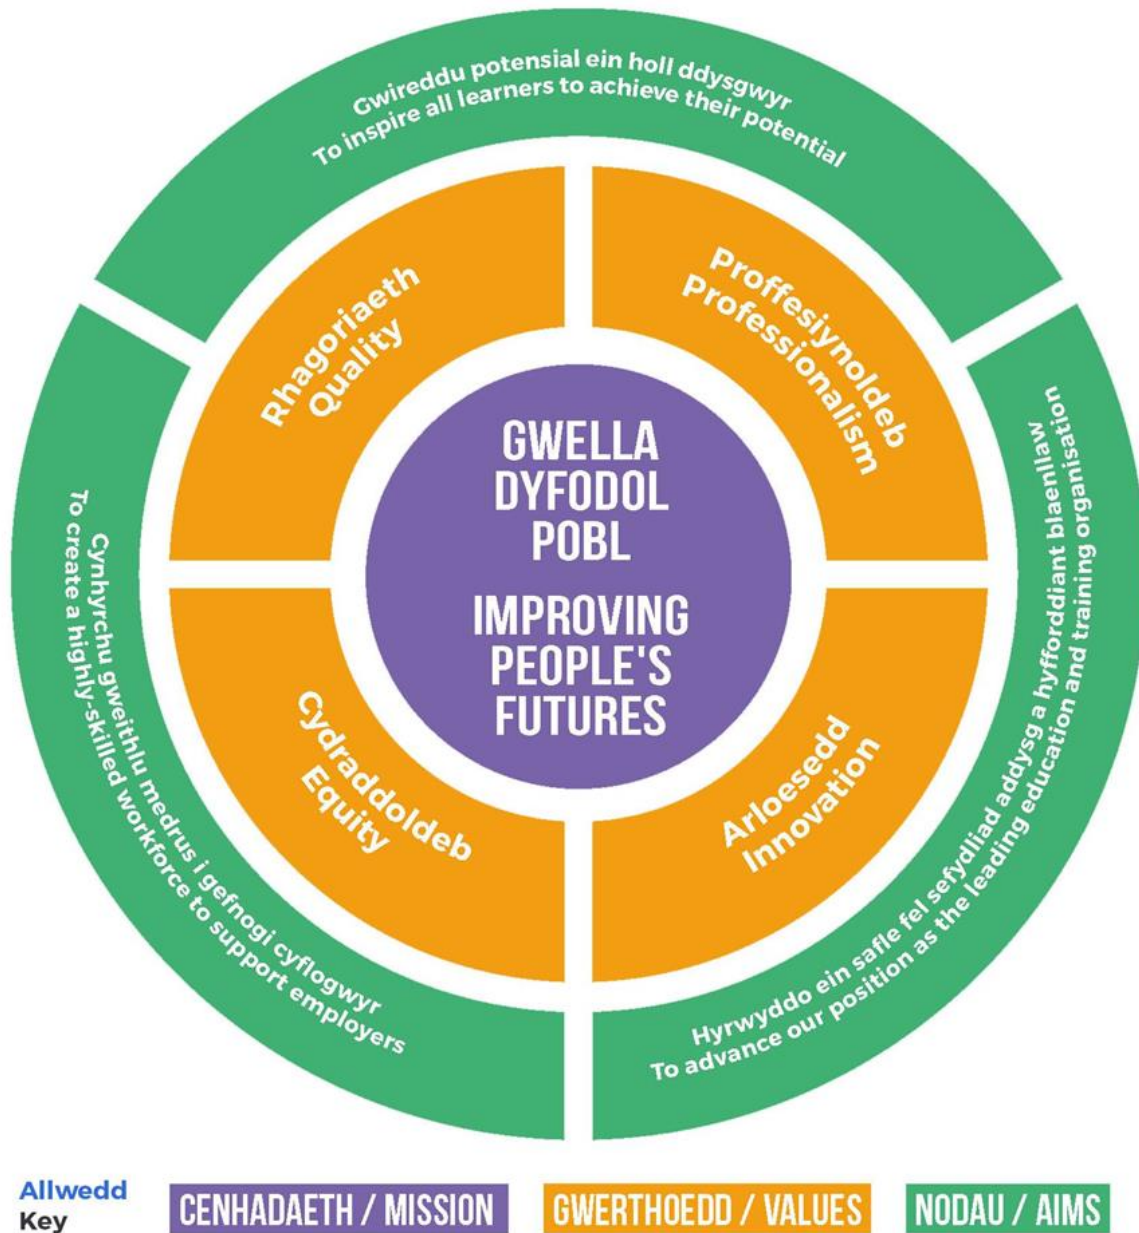 Gwireddu potensial ein holl ddysgwyr
To inspire all learners to achieve their potential
Rhagoriaeth
Quality
Proffesiynoldeb
Professionalism
GWELLA
DYFODOL
POBL
IMPROVING
PEOPLE'S
FUTURES
Cydraddoldeb
Equity
Arloesedd
Innovation
Cynhyrchu gweithlu medrus i gefnogi cyflogwyr
To create a highly-skilled workforce to support employers
Hyrwyddo ein safle fel sefydliad addysg a hyfforddiant blaenllaw
To advance our position as the leading education and training organisation
Allwedd
Key
CENHADAETH / MISSION
GWERTHOEDD / VALUES
NODAU / AIMS